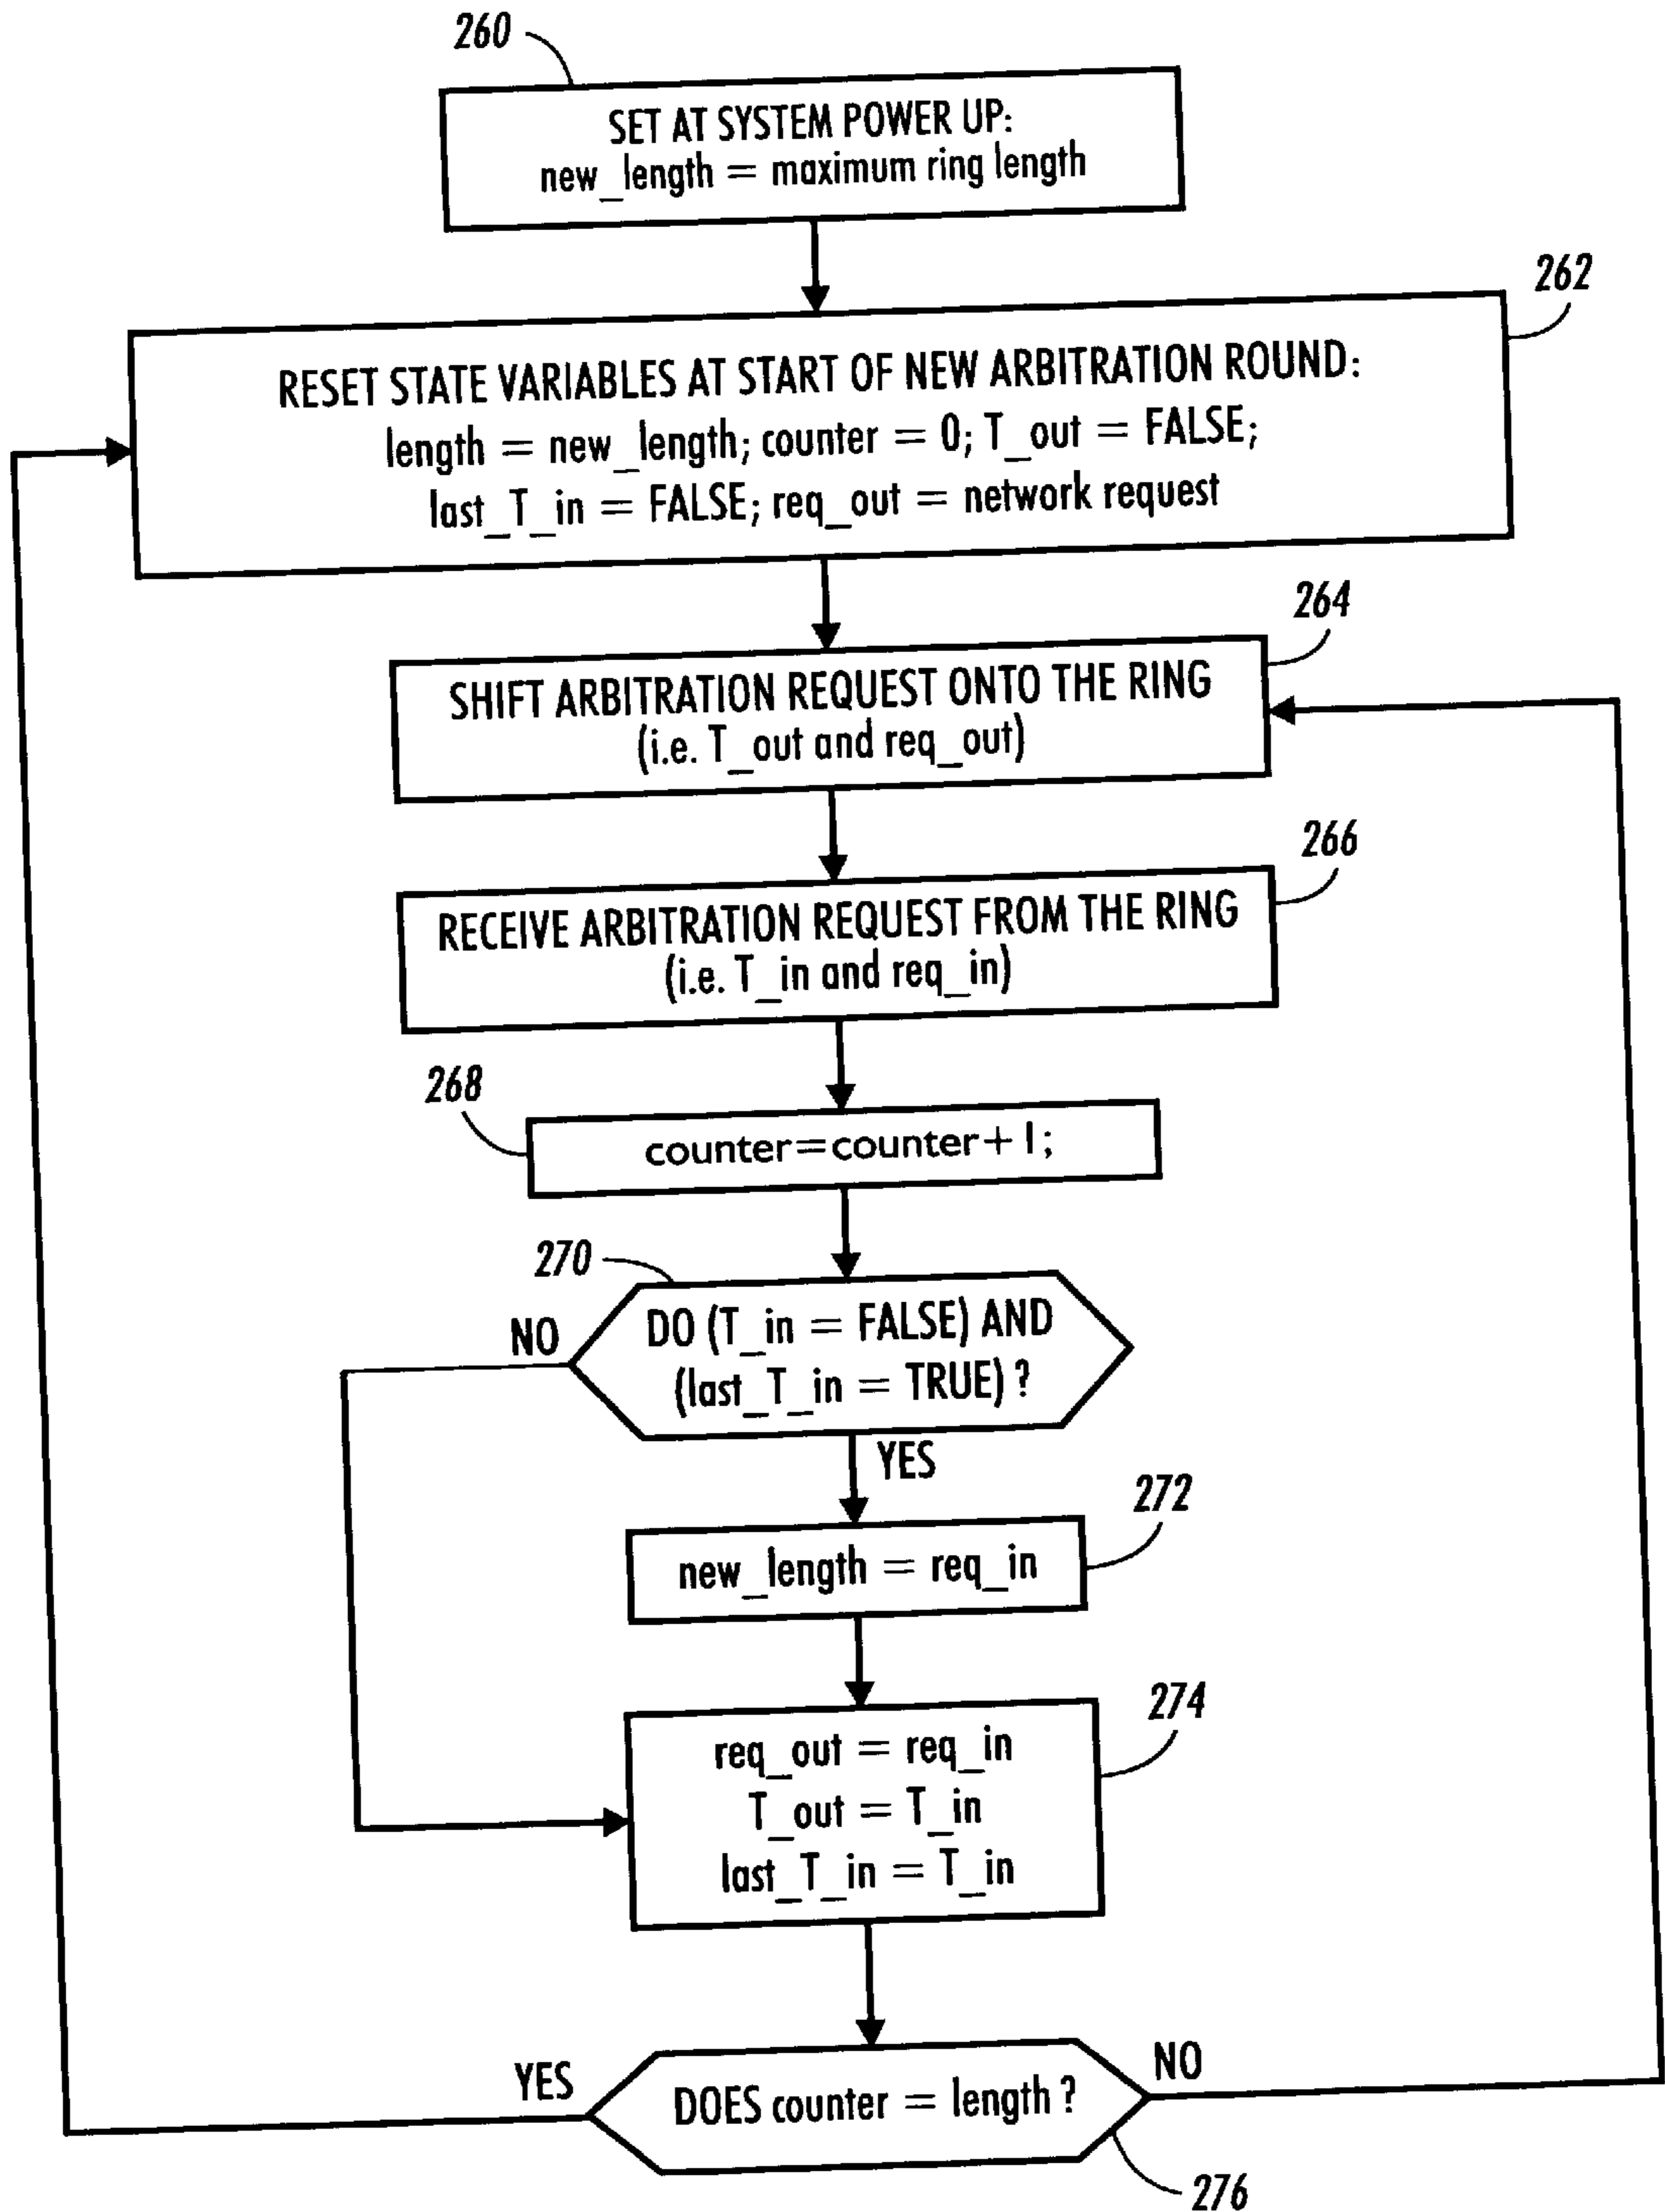 260
SET AT SYSTEM POWER UP:
new_length = maximum ring length
262
RESET STATE VARIABLES AT START OF NEW ARBITRATION ROUND:
length = new_length; counter = 0; T_out = FALSE;
last_T_in = FALSE; req_out = network request
264
SHIFT ARBITRATION REQUEST ONTO THE RING
(i.e. T_out and req_out)
266
RECEIVE ARBITRATION REQUEST FROM THE RING
(i.e. T_in and req_in)
268
counter=counter+1;
270
NO
DO (T_in = FALSE) AND
(last_T_in = TRUE) ?
YES
272
new_length = req_in
274
req_out = req_in
T_out = T_in
last_T_in = T_in
YES
DOES counter = length ?
NO
276